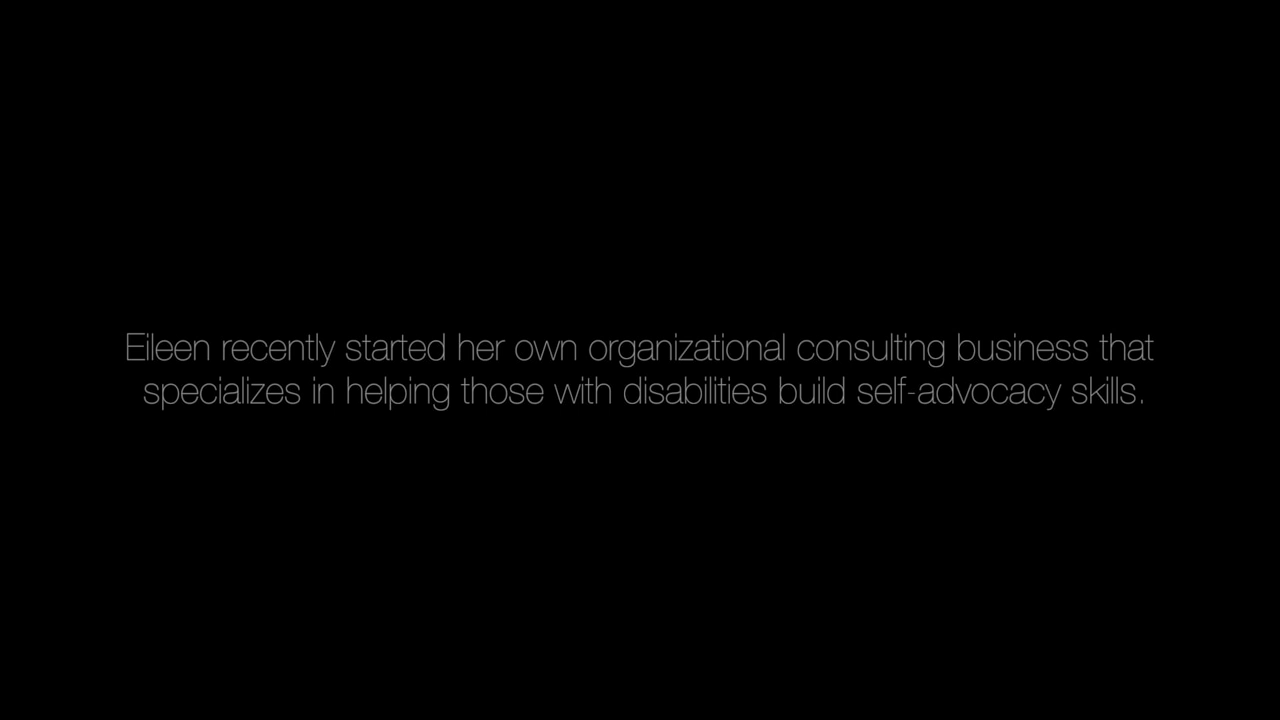 Eileen recently started her own organizational consulting business that
specializes in helping those with disabilities build self-advocacy skills.